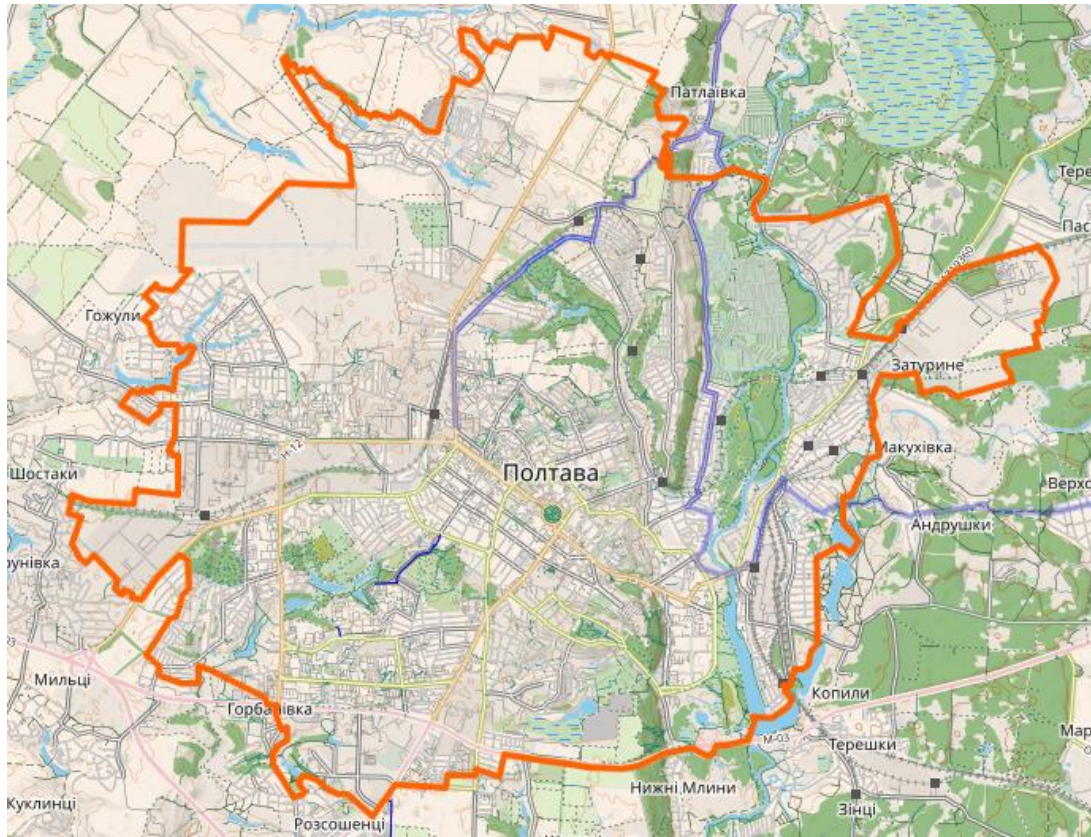 Патлаївка
Тере
Пас
Гожули
Затурине
Н-12
Шостаки
Полтава
Макухівка
Верхо
Андрушки
рунівка
Мильці
Горбанівка
Копили
М-03
Терешки
Мар
Нижні Млини
Куклинці
Розсошенці
Зінці